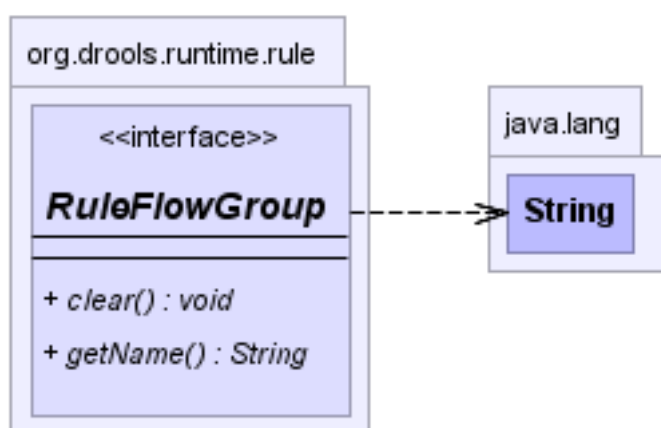 org.drools.runtime.rule
<<interface>>
RuleFlowGroup
+ clear() : void
+ getName() : String
java.lang
String